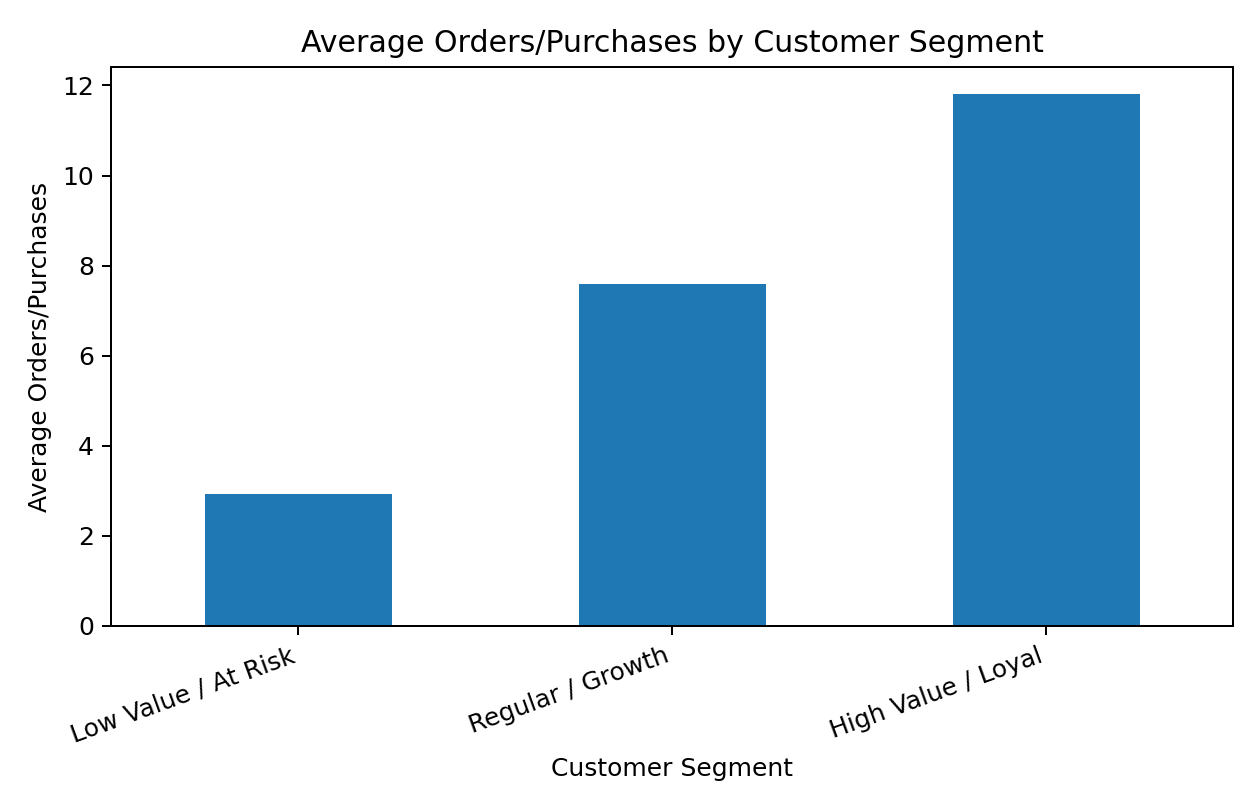 Average Orders/Purchases by Customer Segment
Average Orders/Purchases
12
10
8
6
4
2
0
Low Value / At Risk
Regular / Growth
High Value / Loyal
Customer Segment